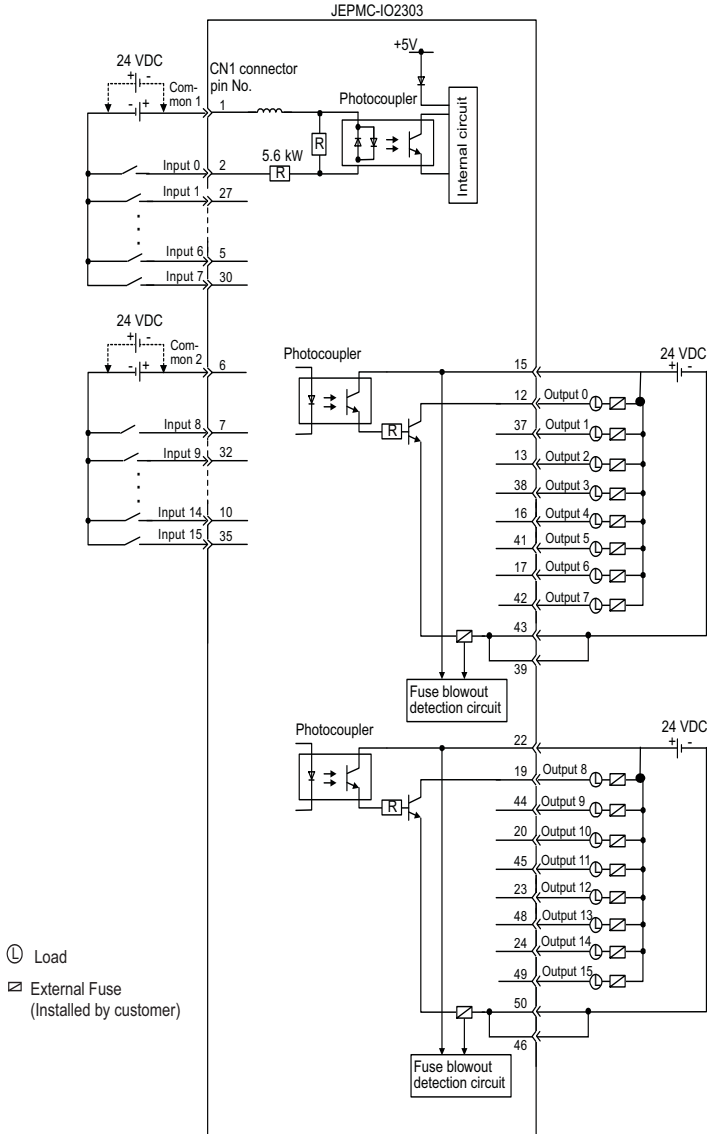 JEPMC-IO2303
+5V
24 VDC
+ -
Com-
mon 1
- +
CN1 connector
pin No.
1
Photocoupler
R
Internal circuit
5.6 kW
R
Input 0 2
Input 1 27
Input 6 5
Input 7 30
24 VDC
+ -
Com-
mon 2
- +
6
Input 8 7
Input 9 32
Input 14 10
Input 15 35
Photocoupler
R
15
24 VDC
+ -
12 Output 0 L
37 Output 1 L
13 Output 2 L
38 Output 3 L
16 Output 4 L
41 Output 5 L
17 Output 6 L
42 Output 7 L
43
39
Fuse blowout
detection circuit
Photocoupler
R
22
24 VDC
+ -
19 Output 8 L
44 Output 9 L
20 Output 10 L
45 Output 11 L
23 Output 12 L
48 Output 13 L
24 Output 14 L
49 Output 15 L
50
46
Fuse blowout
detection circuit
L Load
External Fuse
(Installed by customer)